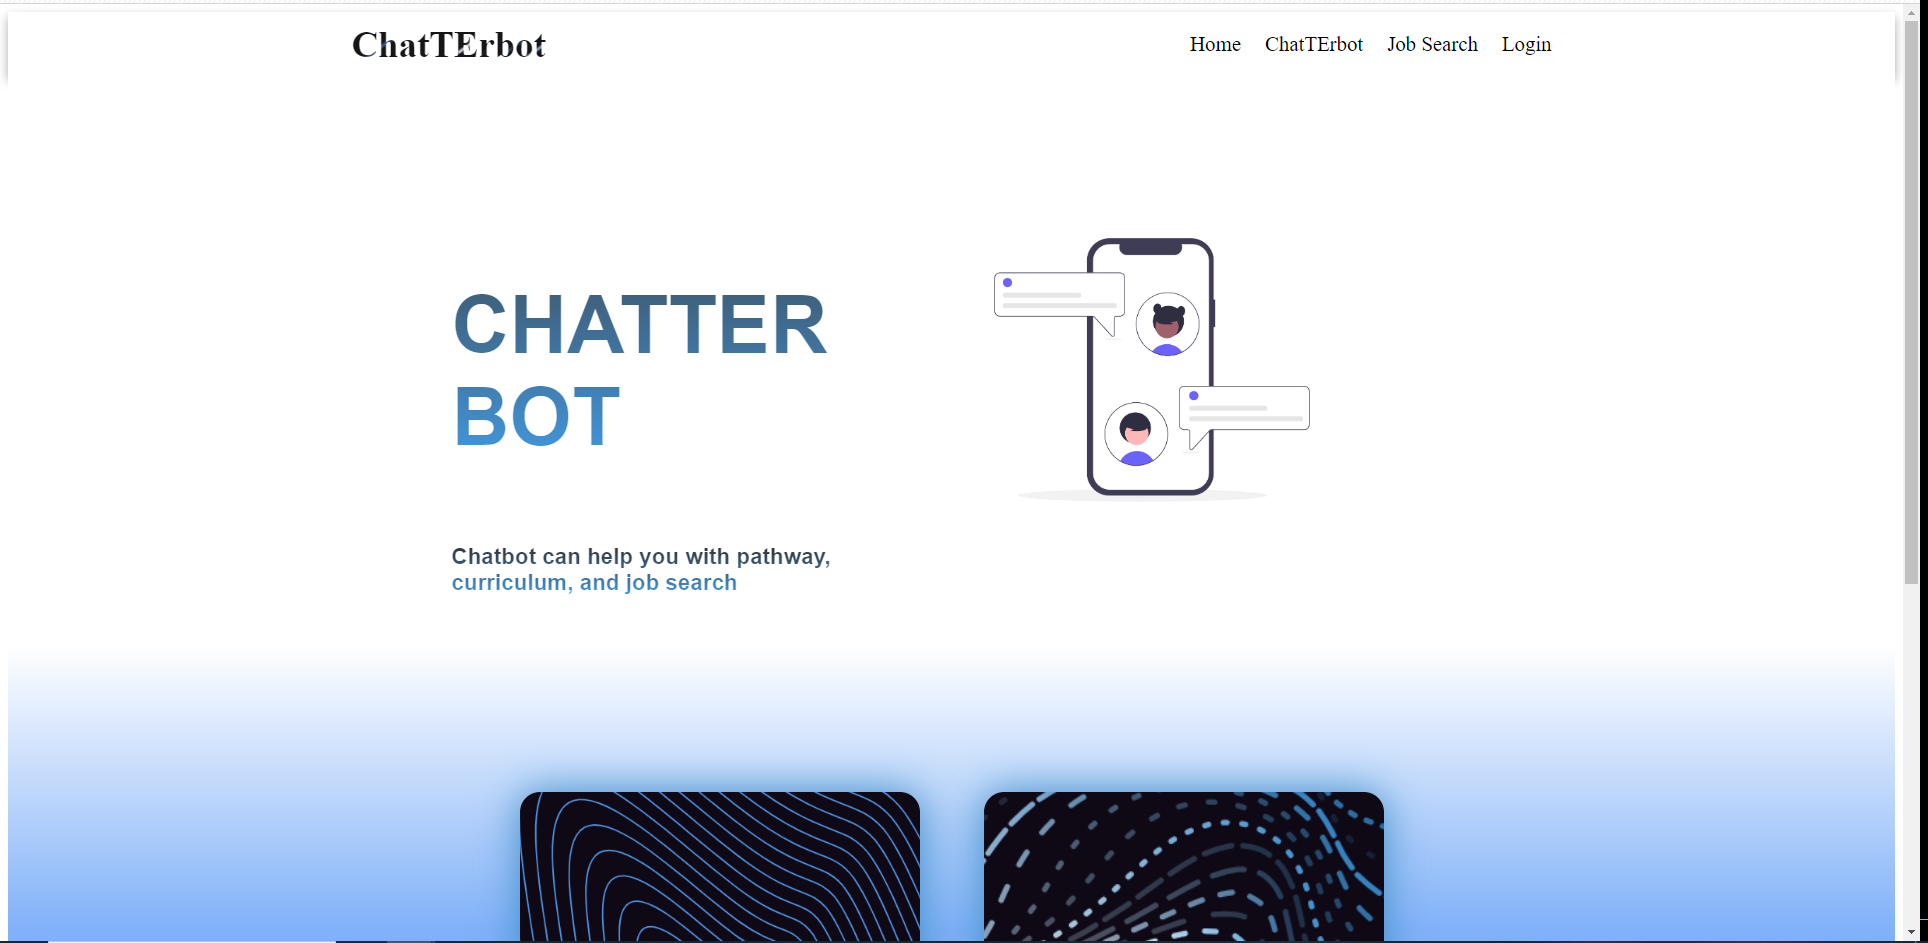 ChatTErbot
Home ChatTErbot Job Search Login
CHATTER
BOT
Chatbot can help you with pathway,
curriculum, and job search